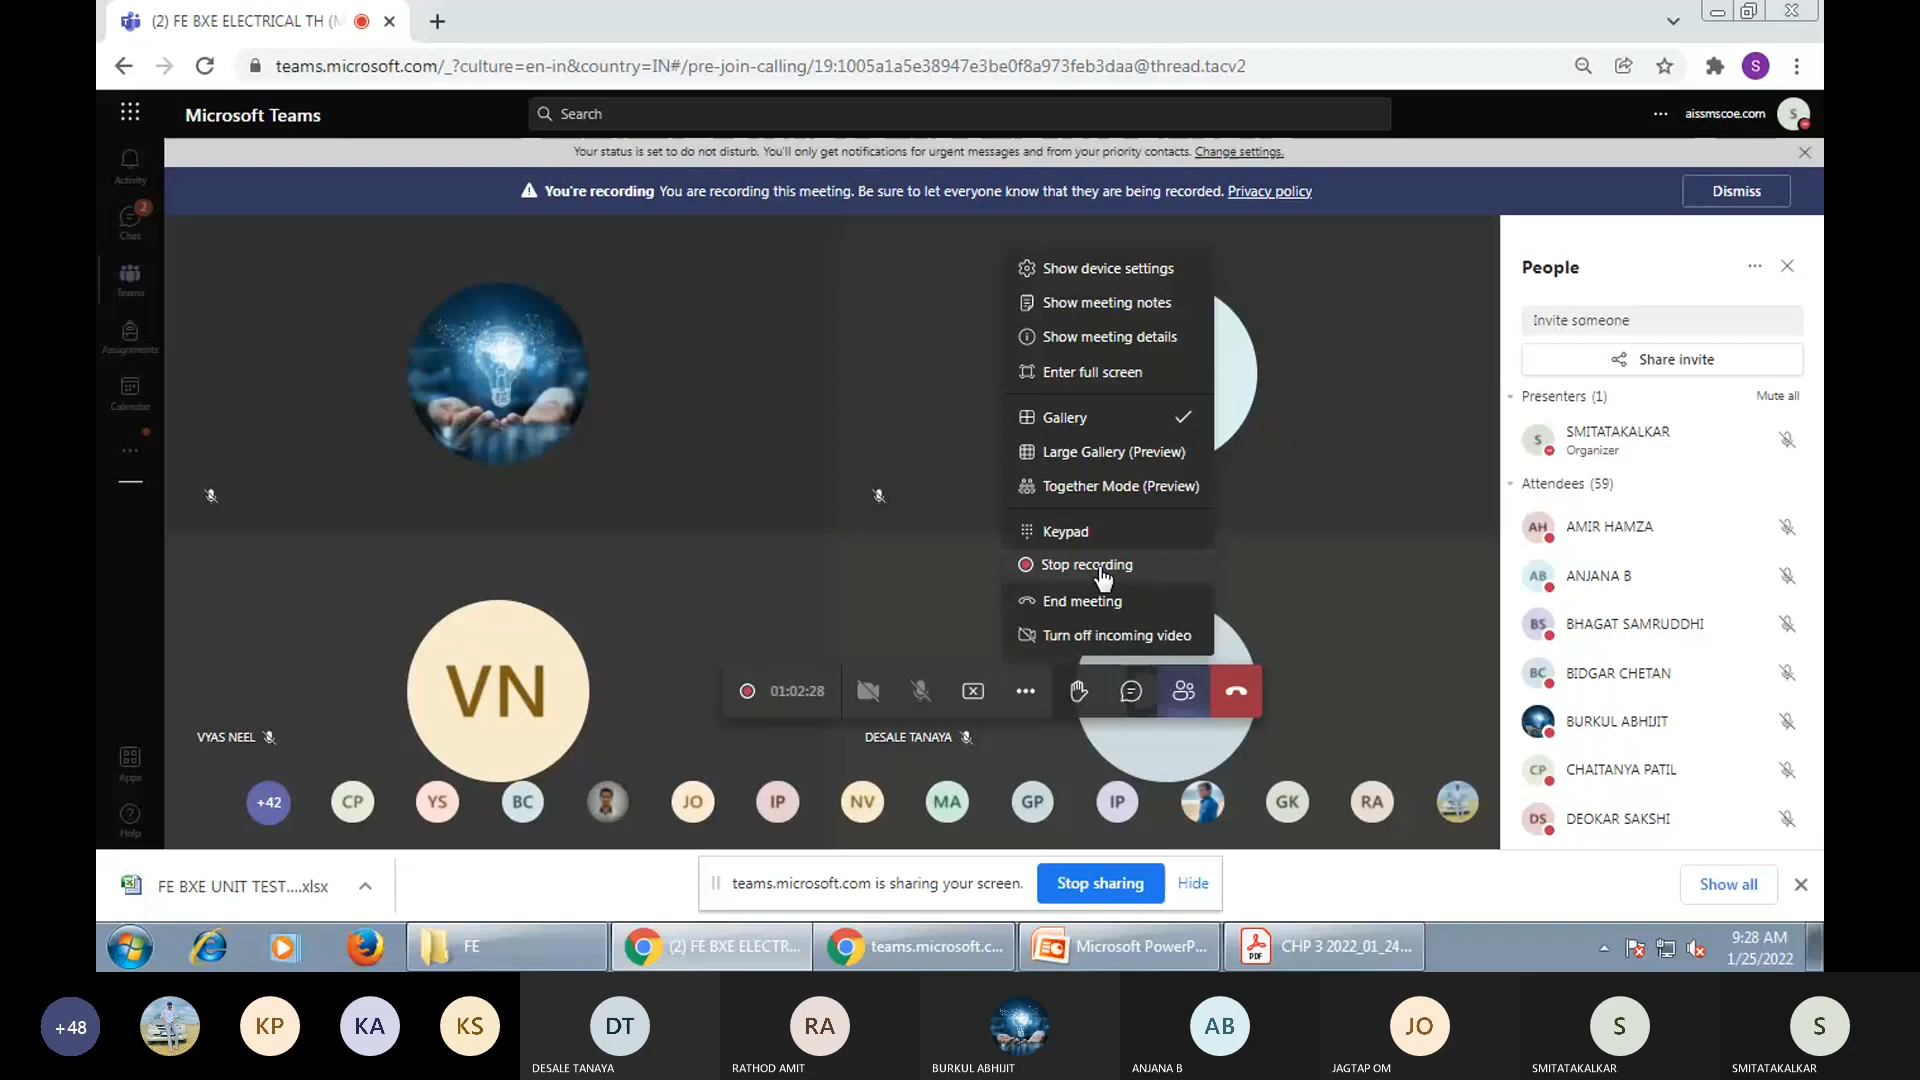 (2) FE BXE ELECTRICAL TH (M
teams.microsoft.com/_?culture=en-in&country=IN#/pre-join-calling/19:1005a1a5e38947e3be0f8a973feb3daa@thread.tacv2
S
Microsoft Teams
Search
aissmscoe.com
S
Your status is set to do not disturb. You'll only get notifications for urgent messages and from your priority contacts. Change settings.
You're recording You are recording this meeting. Be sure to let everyone know that they are being recorded. Privacy policy
Dismiss
Activity
2
Chat
Teams
Assignments
Calendar
Apps
Help
Show device settings
Show meeting notes
Show meeting details
Enter full screen
Gallery
Large Gallery (Preview)
Together Mode (Preview)
Keypad
Stop recording
End meeting
Turn off incoming video
VN
01:02:28
VYAS NEEL
DESALE TANAYA
+42
CP
YS
BC
JO
IP
NV
MA
GP
IP
GK
RA
People
Invite someone
Share invite
Presenters (1)
Mute all
S
SMITATAKALKAR
Organizer
Attendees (59)
AH AMIR HAMZA
AB ANJANA B
BS BHAGAT SAMRUDDHI
BC BIDGAR CHETAN
BURKUL ABHIJIT
CP CHAITANYA PATIL
DS DEOKAR SAKSHI
FE BXE UNIT TEST....xlsx
teams.microsoft.com is sharing your screen.
Stop sharing
Hide
Show all
FE
(2) FE BXE ELECTR...
teams.microsoft.c...
Microsoft PowerP...
PDF
CHP 3 2022_01_24...
9:28 AM
1/25/2022
+48
KP
KA
KS
DT
DESALE TANAYA
RA
RATHOD AMIT
BURKUL ABHIJIT
AB
ANJANA B
JO
JAGTAP OM
S
SMITATAKALKAR
S
SMITATAKALKAR